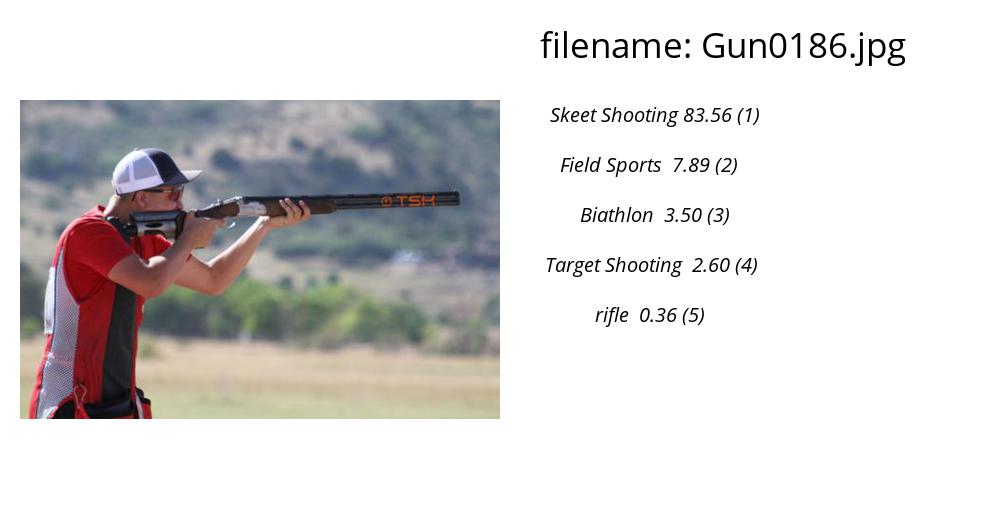 filename: Gun0186.jpg
Skeet Shooting 83.56 (1)
Field Sports 7.89 (2)
TSK
Biathlon 3.50 (3)
Target Shooting 2.60 (4)
rifle 0.36 (5)